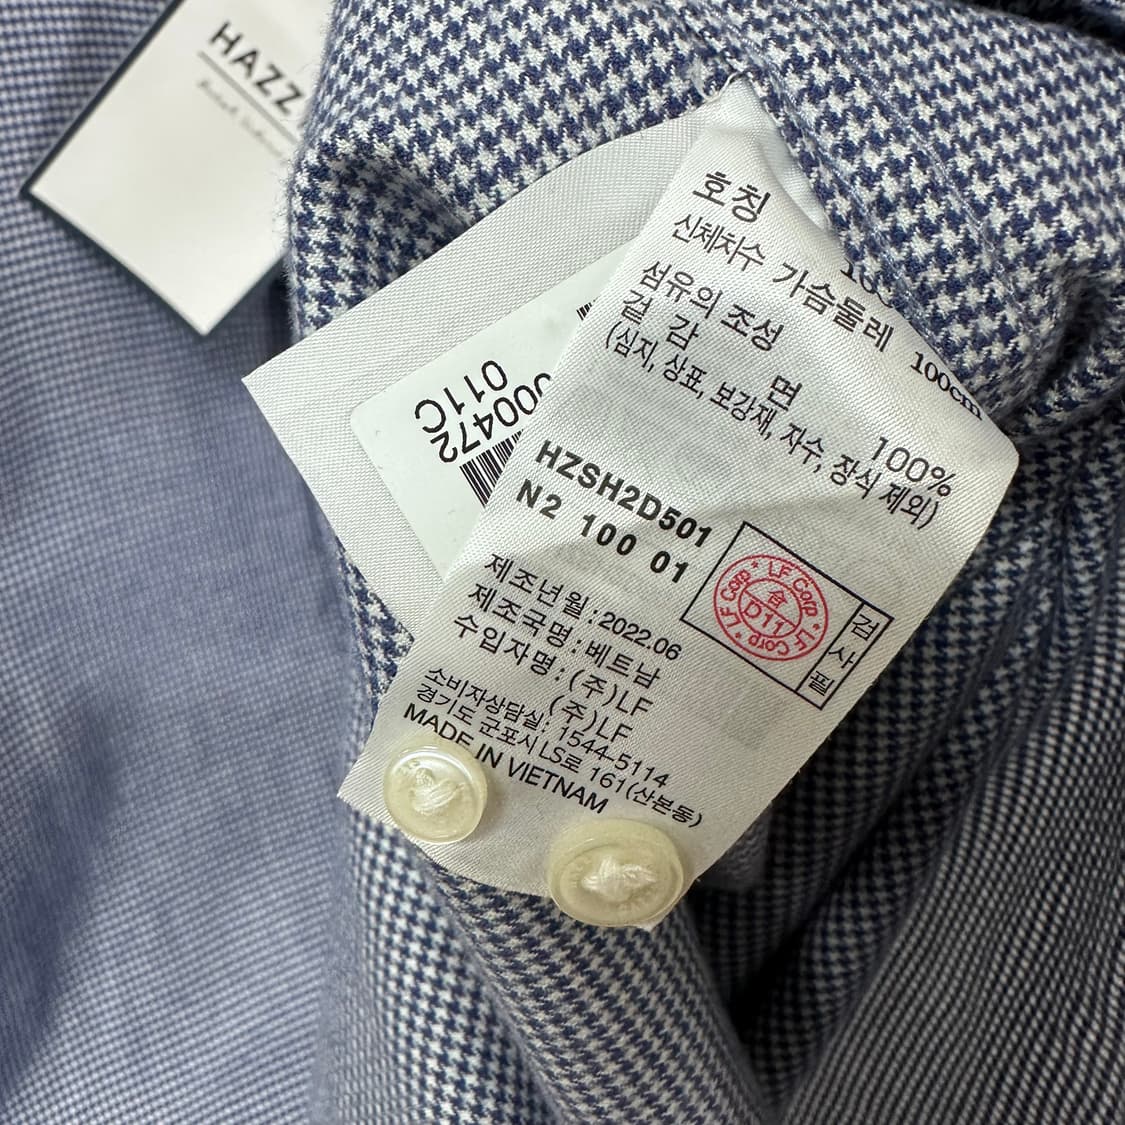 HAZZ
000472
011C
호칭
신체치수 가슴둘레 100cm
섬유의 조성
겉감 면 100%
(심지, 상표, 보강재, 자수, 장식 제외)
HZSH2D501
N2 100 01
LF Corp * LF Corp * LF Corp *
合
D11
검사필
제조년월 : 2022.06
제조국명 : 베트남
수입자명 : (주)LF
(주)LF
소비자상담실: 1544-5114
경기도 군포시 LS로 161(산본동)
MADE IN VIETNAM